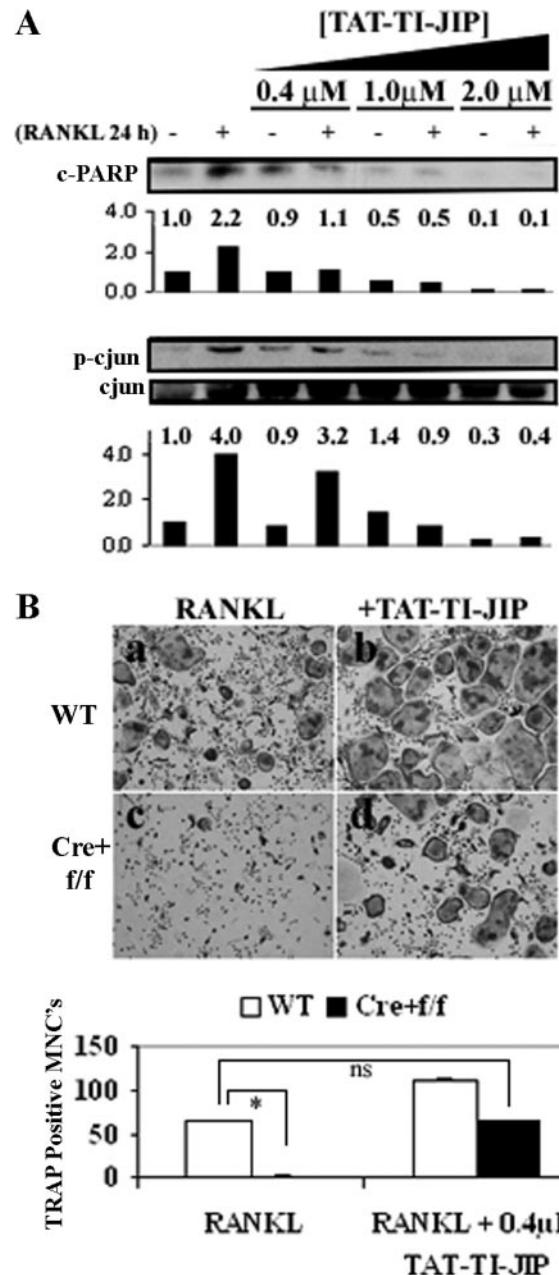 A
[TAT-TI-JIP]
0.4 µM 1.0µM 2.0 µM
(RANKL 24 h) - + - + - + - +
c-PARP
4.0 1.0 2.2 0.9 1.1 0.5 0.5 0.1 0.1
2.0
0.0
p-cjun
cjun
1.0 4.0 0.9 3.2 1.4 0.9 0.3 0.4
4.0
2.0
0.0
B
RANKL +TAT-TI-JIP
a b
WT
c d
Cre+
f/f
WT Cre+f/f
TRAP Positive MNC's
150
100
50
0
ns
*
RANKL RANKL + 0.4µ
TAT-TI-JIP